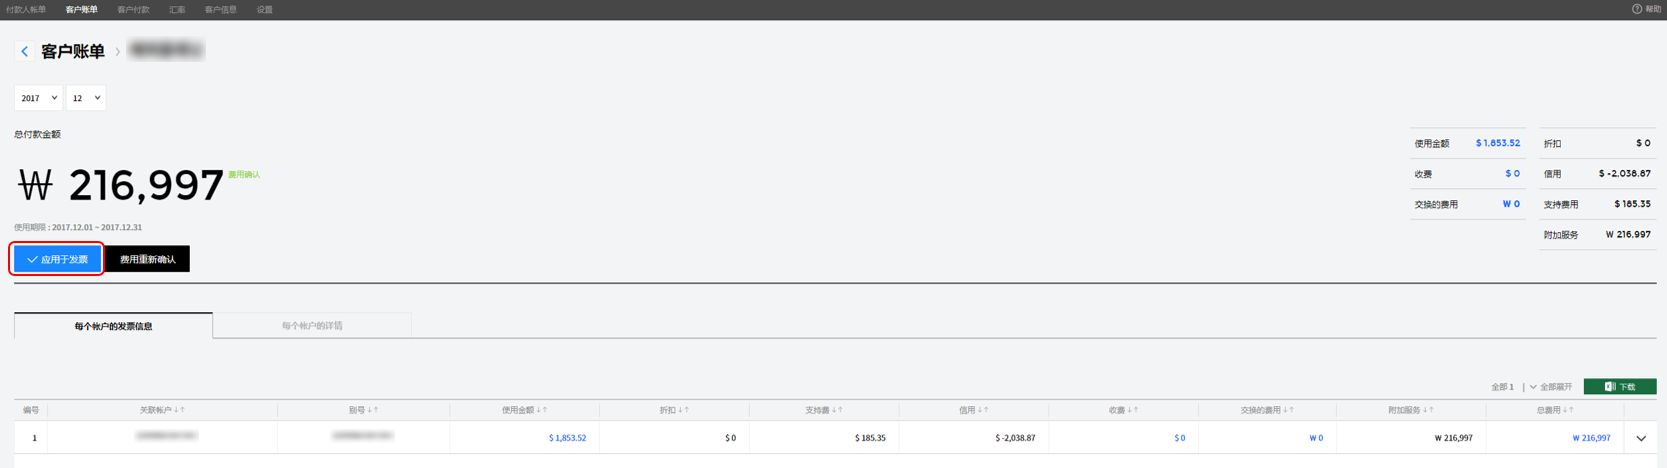 付款人帐单 客户账单 客户付款 汇率 客户信息 设置 帮助
客户账单
2017 12
总付款金额
₩ 216,997 费用确认
使用期限 : 2017.12.01 ~ 2017.12.31
应用于发票 费用重新确认
使用金额 $ 1,853.52 折扣 $ 0
收费 $ 0 信用 $ -2,038.87
交换的费用 ₩ 0 支持费用 $ 185.35
附加服务 ₩ 216,997
每个帐户的发票信息 每个帐户的详情
全部 1 | 全部展开 下载
编号 关联帐户↓↑ 别号↓↑ 使用金额↓↑ 折扣↓↑ 支持费↓↑ 信用↓↑ 收费↓↑ 交换的费用↓↑ 附加服务↓↑ 总费用↓↑
1 $ 1,853.52 $ 0 $ 185.35 $ -2,038.87 $ 0 ₩ 0 ₩ 216,997 ₩ 216,997